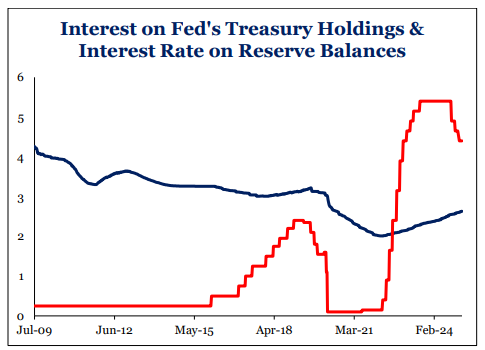 Interest on Fed's Treasury Holdings &
Interest Rate on Reserve Balances
6
5
4
3
2
1
0
Jul-09 Jun-12 May-15 Apr-18 Mar-21 Feb-24